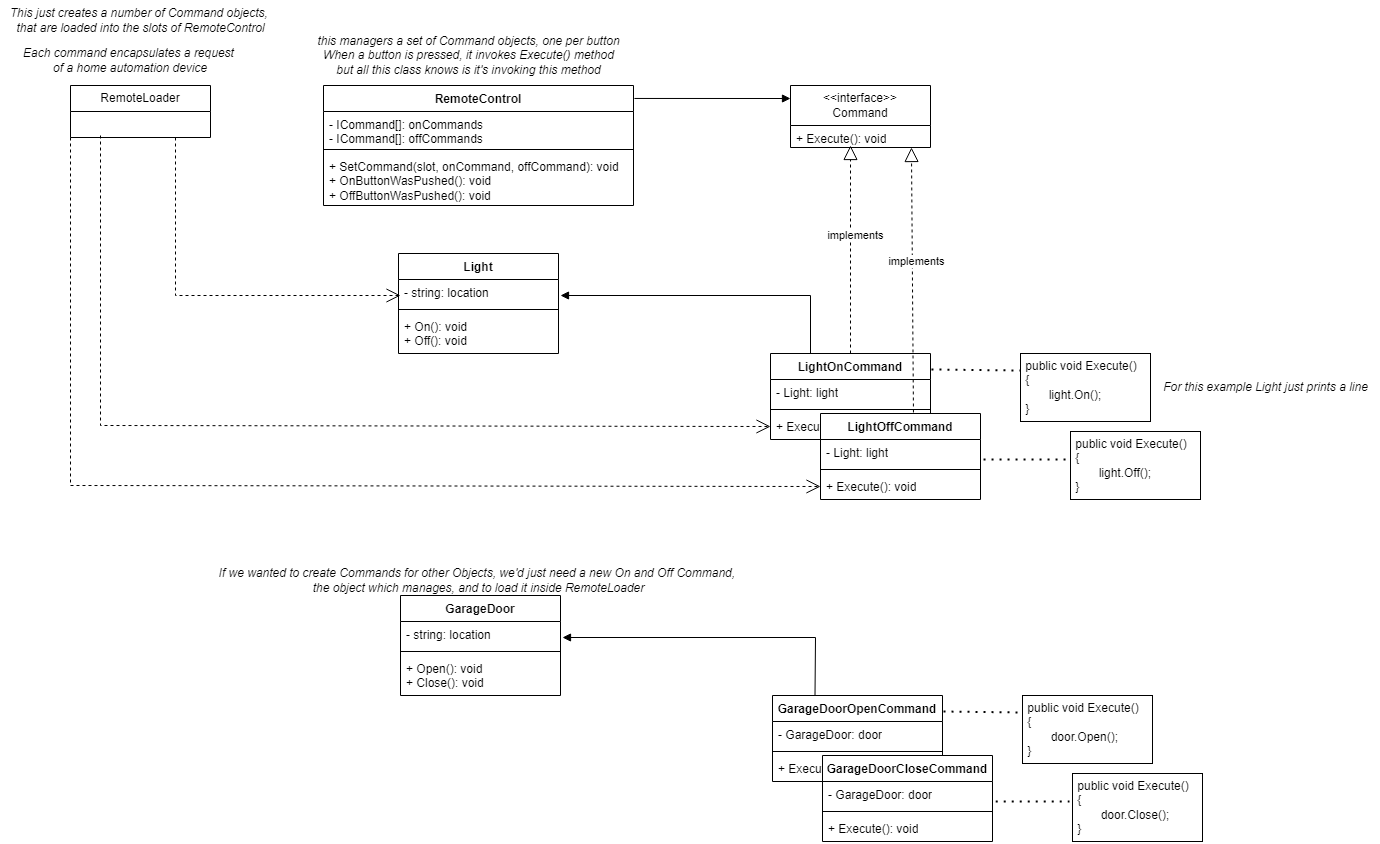 This just creates a number of Command objects,
that are loaded into the slots of RemoteControl
Each command encapsulates a request
of a home automation device
RemoteLoader
this managers a set of Command objects, one per button
When a button is pressed, it invokes Execute() method
but all this class knows is it's invoking this method
RemoteControl
- ICommand[]: onCommands
- ICommand[]: offCommands
+ SetCommand(slot, onCommand, offCommand): void
+ OnButtonWasPushed(): void
+ OffButtonWasPushed(): void
<<interface>>
Command
+ Execute(): void
implements
implements
Light
- string: location
+ On(): void
+ Off(): void
LightOnCommand
- Light: light
+ Execu
LightOffCommand
- Light: light
+ Execute(): void
public void Execute()
{
light.On();
}
For this example Light just prints a line
public void Execute()
{
light.Off();
}
If we wanted to create Commands for other Objects, we'd just need a new On and Off Command,
the object which manages, and to load it inside RemoteLoader
GarageDoor
- string: location
+ Open(): void
+ Close(): void
GarageDoorOpenCommand
- GarageDoor: door
+ Execu
GarageDoorCloseCommand
- GarageDoor: door
+ Execute(): void
public void Execute()
{
door.Open();
}
public void Execute()
{
door.Close();
}